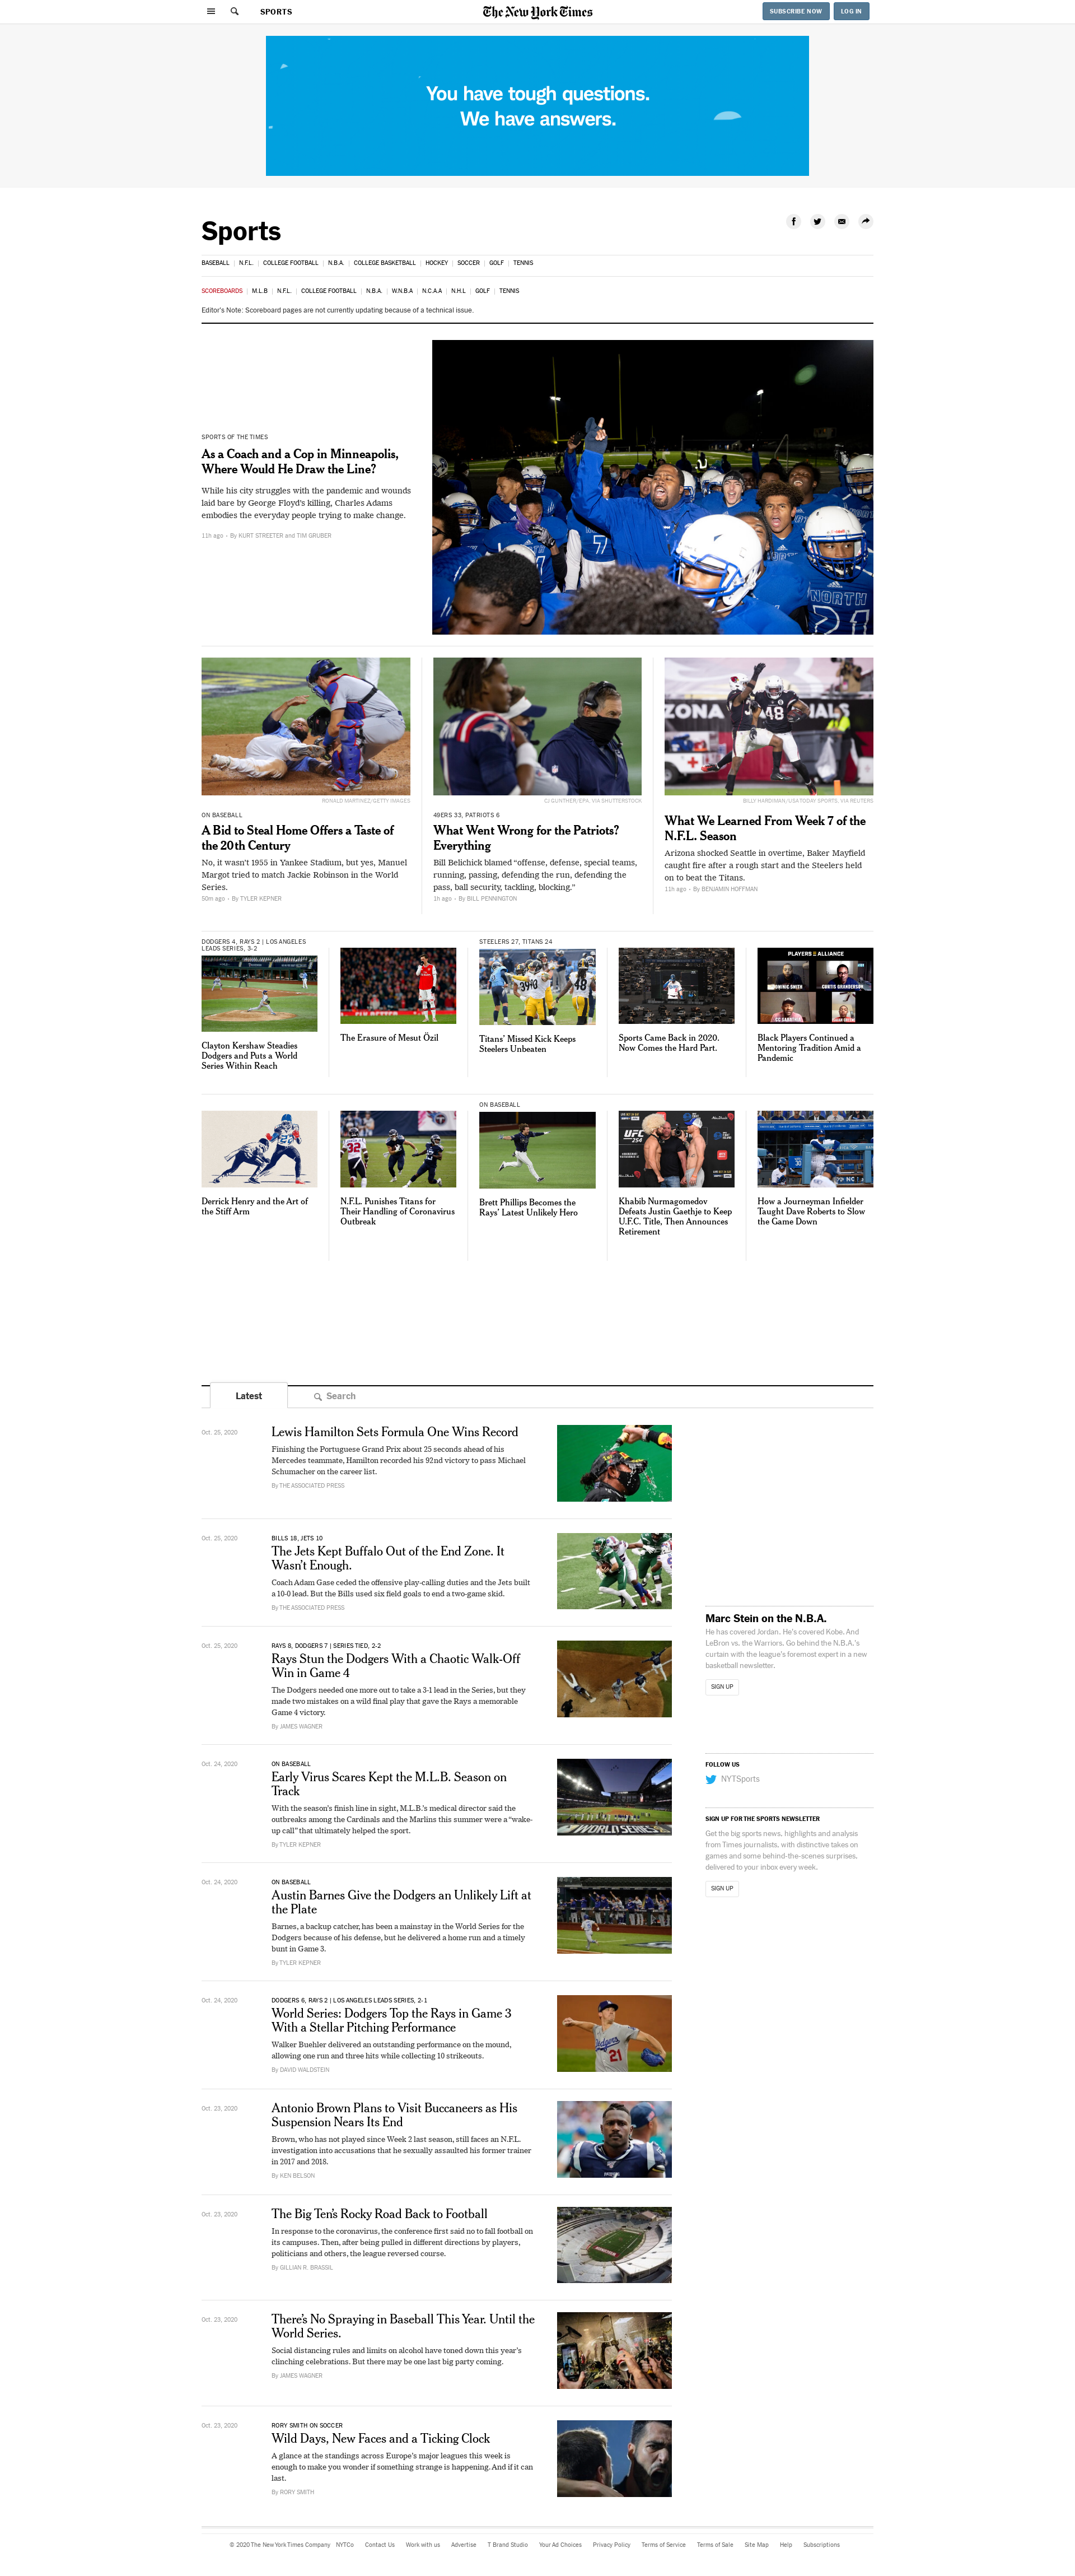 SPORTS
The New York Times
SUBSCRIBE NOW
LOG IN
You have tough questions.
We have answers.
Sports
BASEBALL | N.F.L. | COLLEGE FOOTBALL | N.B.A. | COLLEGE BASKETBALL | HOCKEY | SOCCER | GOLF | TENNIS
SCOREBOARDS | M.L.B | N.F.L. | COLLEGE FOOTBALL | N.B.A. | W.N.B.A | N.C.A.A | N.H.L | GOLF | TENNIS
Editor's Note: Scoreboard pages are not currently updating because of a technical issue.
SPORTS OF THE TIMES
As a Coach and a Cop in Minneapolis,
Where Would He Draw the Line?
While his city struggles with the pandemic and wounds
laid bare by George Floyd's killing, Charles Adams
embodies the everyday people trying to make change.
11h ago • By KURT STREETER and TIM GRUBER
NORTH
21
RONALD MARTINEZ/GETTY IMAGES
ON BASEBALL
A Bid to Steal Home Offers a Taste of
the 20th Century
No, it wasn't 1955 in Yankee Stadium, but yes, Manuel
Margot tried to match Jackie Robinson in the World
Series.
50m ago • By TYLER KEPNER
CJ GUNTHER/EPA, VIA SHUTTERSTOCK
49ERS 33, PATRIOTS 6
What Went Wrong for the Patriots?
Everything
Bill Belichick blamed “offense, defense, special teams,
running, passing, defending the run, defending the
pass, ball security, tackling, blocking.”
1h ago • By BILL PENNINGTON
48
BILLY HARDIMAN/USA TODAY SPORTS, VIA REUTERS
What We Learned From Week 7 of the
N.F.L. Season
Arizona shocked Seattle in overtime, Baker Mayfield
caught fire after a rough start and the Steelers held
on to beat the Titans.
11h ago • By BENJAMIN HOFFMAN
DODGERS 4, RAYS 2 | LOS ANGELES
LEADS SERIES, 3-2
Clayton Kershaw Steadies
Dodgers and Puts a World
Series Within Reach
The Erasure of Mesut Özil
STEELERS 27, TITANS 24
Titans' Missed Kick Keeps
Steelers Unbeaten
Sports Came Back in 2020.
Now Comes the Hard Part.
PLAYERS ALLIANCE
DOMINIC SMITH
CURTIS GRANDERSON
Black Players Continued a
Mentoring Tradition Amid a
Pandemic
Derrick Henry and the Art of
the Stiff Arm
N.F.L. Punishes Titans for
Their Handling of Coronavirus
Outbreak
ON BASEBALL
Brett Phillips Becomes the
Rays' Latest Unlikely Hero
UFC
254
Khabib Nurmagomedov
Defeats Justin Gaethje to Keep
U.F.C. Title, Then Announces
Retirement
How a Journeyman Infielder
Taught Dave Roberts to Slow
the Game Down
Latest
Search
Oct. 25, 2020
Lewis Hamilton Sets Formula One Wins Record
Finishing the Portuguese Grand Prix about 25 seconds ahead of his
Mercedes teammate, Hamilton recorded his 92nd victory to pass Michael
Schumacher on the career list.
By THE ASSOCIATED PRESS
Oct. 25, 2020
BILLS 18, JETS 10
The Jets Kept Buffalo Out of the End Zone. It
Wasn't Enough.
Coach Adam Gase ceded the offensive play-calling duties and the Jets built
a 10-0 lead. But the Bills used six field goals to end a two-game skid.
By THE ASSOCIATED PRESS
Oct. 25, 2020
RAYS 8, DODGERS 7 | SERIES TIED, 2-2
Rays Stun the Dodgers With a Chaotic Walk-Off
Win in Game 4
The Dodgers needed one more out to take a 3-1 lead in the Series, but they
made two mistakes on a wild final play that gave the Rays a memorable
Game 4 victory.
By JAMES WAGNER
Oct. 24, 2020
ON BASEBALL
Early Virus Scares Kept the M.L.B. Season on
Track
With the season's finish line in sight, M.L.B.'s medical director said the
outbreaks among the Cardinals and the Marlins this summer were a “wake-
up call” that ultimately helped the sport.
By TYLER KEPNER
WORLD SERIES
Oct. 24, 2020
ON BASEBALL
Austin Barnes Give the Dodgers an Unlikely Lift at
the Plate
Barnes, a backup catcher, has been a mainstay in the World Series for the
Dodgers because of his defense, but he delivered a home run and a timely
bunt in Game 3.
By TYLER KEPNER
Oct. 24, 2020
DODGERS 6, RAYS 2 | LOS ANGELES LEADS SERIES, 2-1
World Series: Dodgers Top the Rays in Game 3
With a Stellar Pitching Performance
Walker Buehler delivered an outstanding performance on the mound,
allowing one run and three hits while collecting 10 strikeouts.
By DAVID WALDSTEIN
Dodgers
21
Oct. 23, 2020
Antonio Brown Plans to Visit Buccaneers as His
Suspension Nears Its End
Brown, who has not played since Week 2 last season, still faces an N.F.L.
investigation into accusations that he sexually assaulted his former trainer
in 2017 and 2018.
By KEN BELSON
Oct. 23, 2020
The Big Ten's Rocky Road Back to Football
In response to the coronavirus, the conference first said no to fall football on
its campuses. Then, after being pulled in different directions by players,
politicians and others, the league reversed course.
By GILLIAN R. BRASSIL
Oct. 23, 2020
There's No Spraying in Baseball This Year. Until the
World Series.
Social distancing rules and limits on alcohol have toned down this year's
clinching celebrations. But there may be one last big party coming.
By JAMES WAGNER
Oct. 23, 2020
RORY SMITH ON SOCCER
Wild Days, New Faces and a Ticking Clock
A glance at the standings across Europe's major leagues this week is
enough to make you wonder if something strange is happening. And if it can
last.
By RORY SMITH
Marc Stein on the N.B.A.
He has covered Jordan. He's covered Kobe. And
LeBron vs. the Warriors. Go behind the N.B.A.'s
curtain with the league's foremost expert in a new
basketball newsletter.
SIGN UP
FOLLOW US
NYTSports
SIGN UP FOR THE SPORTS NEWSLETTER
Get the big sports news, highlights and analysis
from Times journalists, with distinctive takes on
games and some behind-the-scenes surprises,
delivered to your inbox every week.
SIGN UP
© 2020 The New York Times Company NYTCo Contact Us Work with us Advertise T Brand Studio Your Ad Choices Privacy Policy Terms of Service Terms of Sale Site Map Help Subscriptions